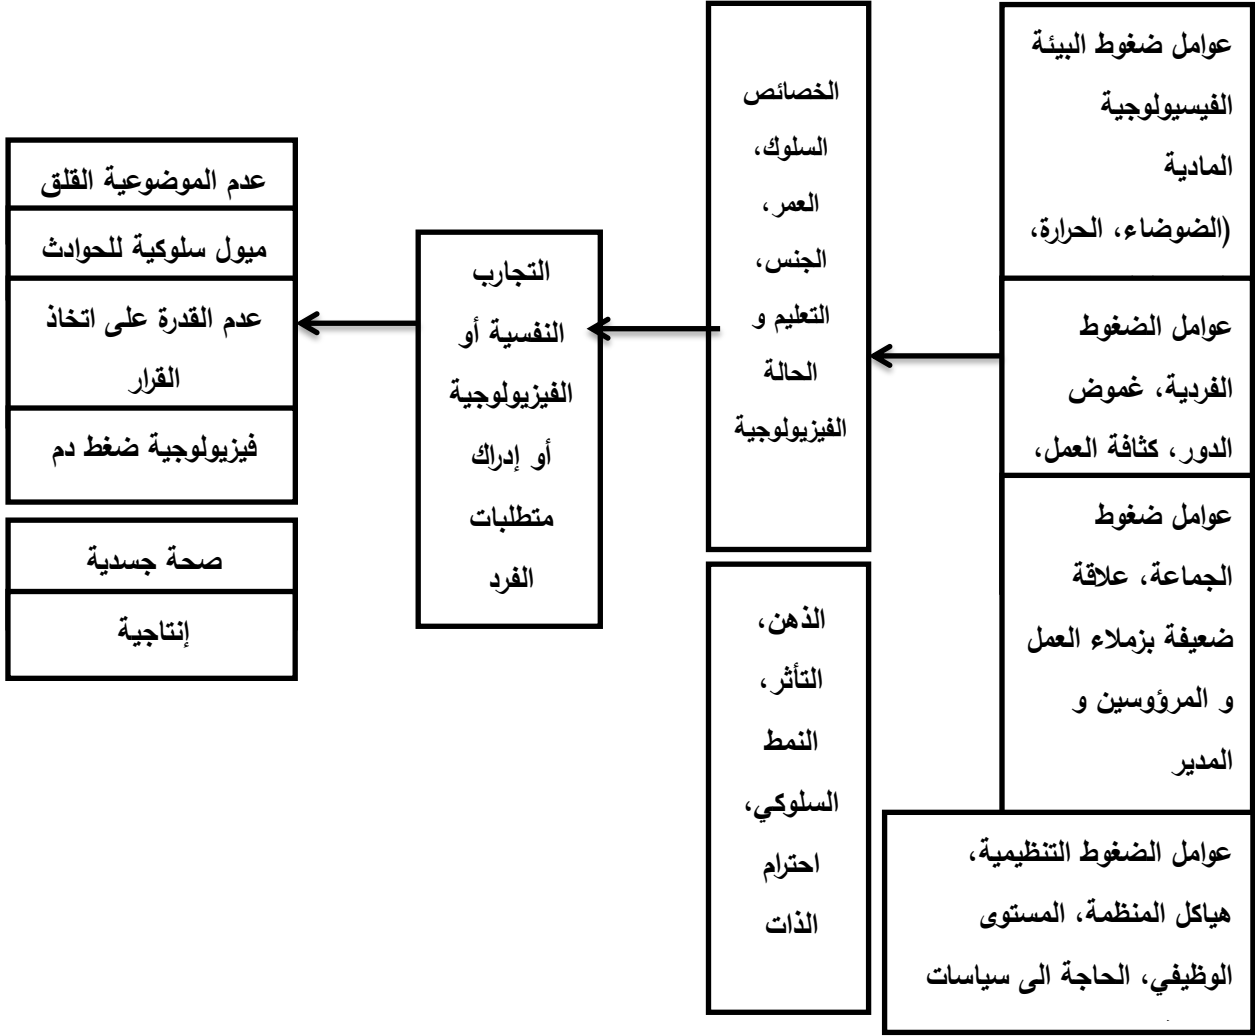 عوامل ضغوط البيئة
الفيسيولوجية
المادية
(الضوضاء، الحرارة،
عوامل الضغوط
الفردية، غموض
الدور، كثافة العمل،
عوامل ضغوط
الجماعة، علاقة
ضعيفة بزملاء العمل
و المرؤوسين و
المدير
عوامل الضغوط التنظيمية،
هياكل المنظمة، المستوى
الوظيفي، الحاجة الى سياسات
الخصائص
السلوك،
العمر،
الجنس،
التعليم و
الحالة
الفيزيولوجية
الذهن،
التأثر،
النمط
السلوكي،
احترام
الذات
التجارب
النفسية أو
الفيزيولوجية
أو إدراك
متطلبات
الفرد
عدم الموضوعية القلق
ميول سلوكية للحوادث
عدم القدرة على اتخاذ
القرار
فيزيولوجية ضغط دم
صحة جسدية
إنتاجية